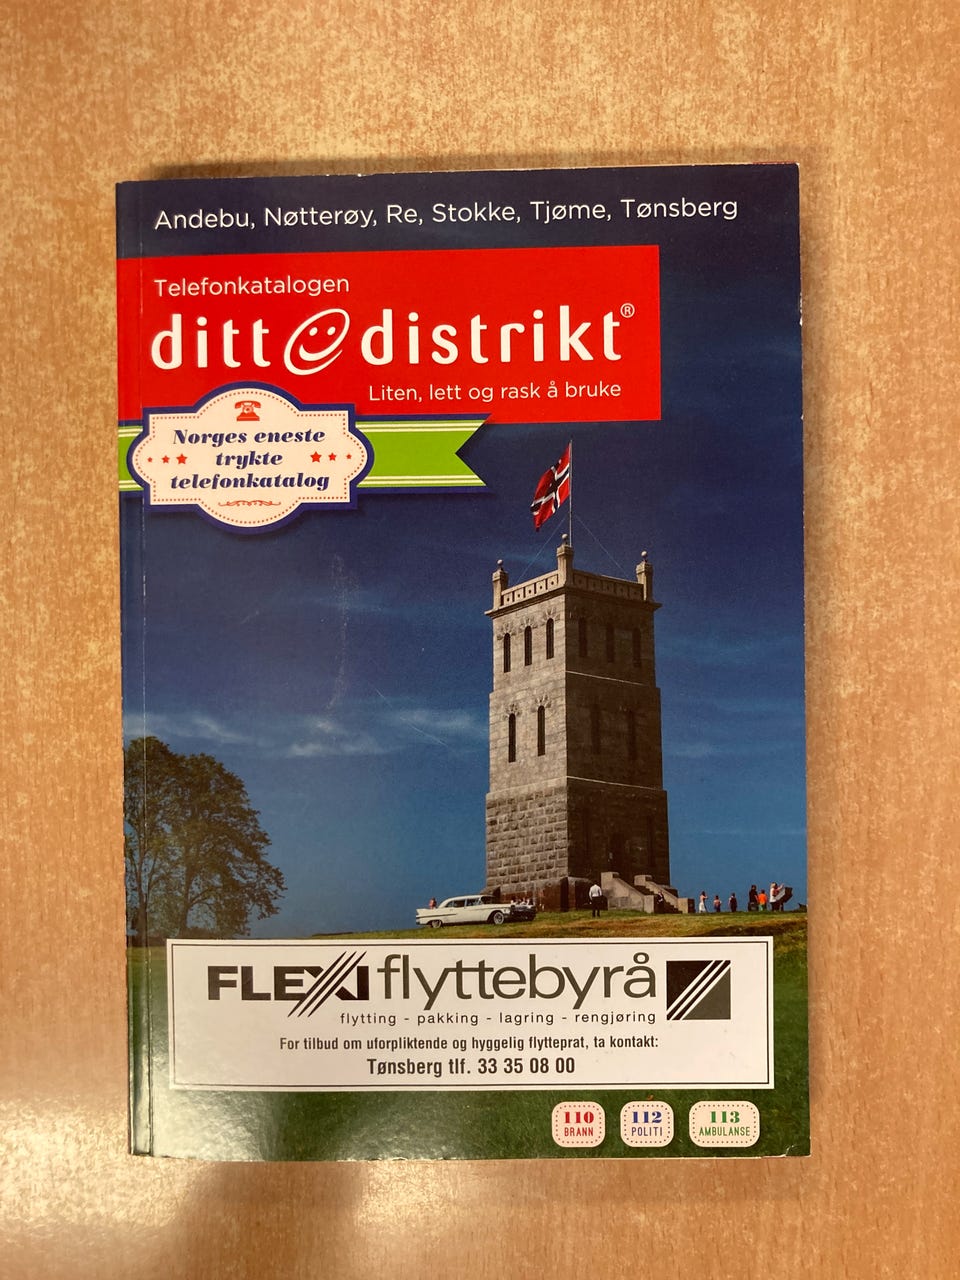 Andebu, Nøtterøy, Re, Stokke, Tjøme, Tønsberg
Telefonkatalogen
ditt distrikt®
Liten, lett og rask å bruke
Norges eneste
trykte
telefonkatalog
FLEXI flyttebyrå
flytting - pakking - lagring - rengjøring
For tilbud om uforpliktende og hyggelig flytteprat, ta kontakt:
Tønsberg tlf. 33 35 08 00
110
BRANN
112
POLITI
113
AMBULANSE